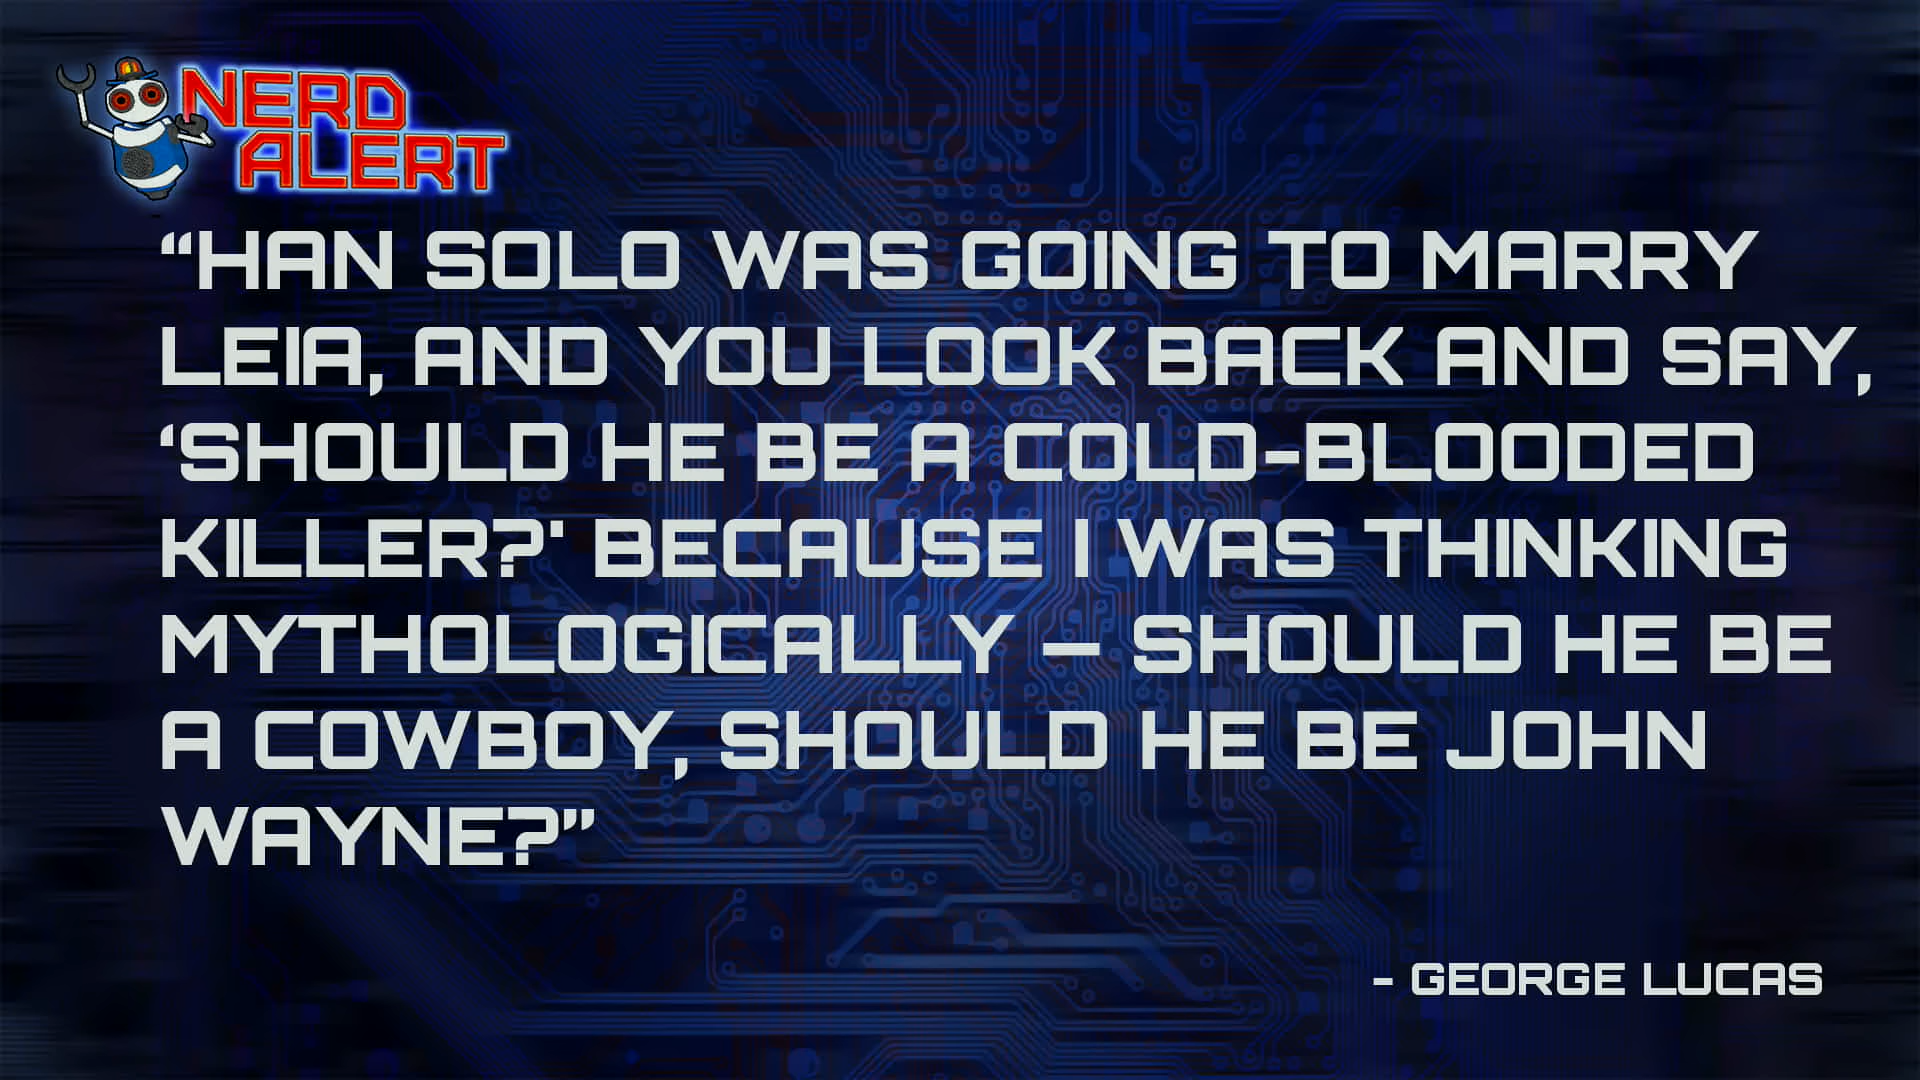 NERD
ALERT
“HAN SOLO WAS GOING TO MARRY
LEIA, AND YOU LOOK BACK AND SAY,
‘SHOULD HE BE A COLD-BLOODED
KILLER?' BECAUSE I WAS THINKING
MYTHOLOGICALLY – SHOULD HE BE
A COWBOY, SHOULD HE BE JOHN
WAYNE?”
- GEORGE LUCAS